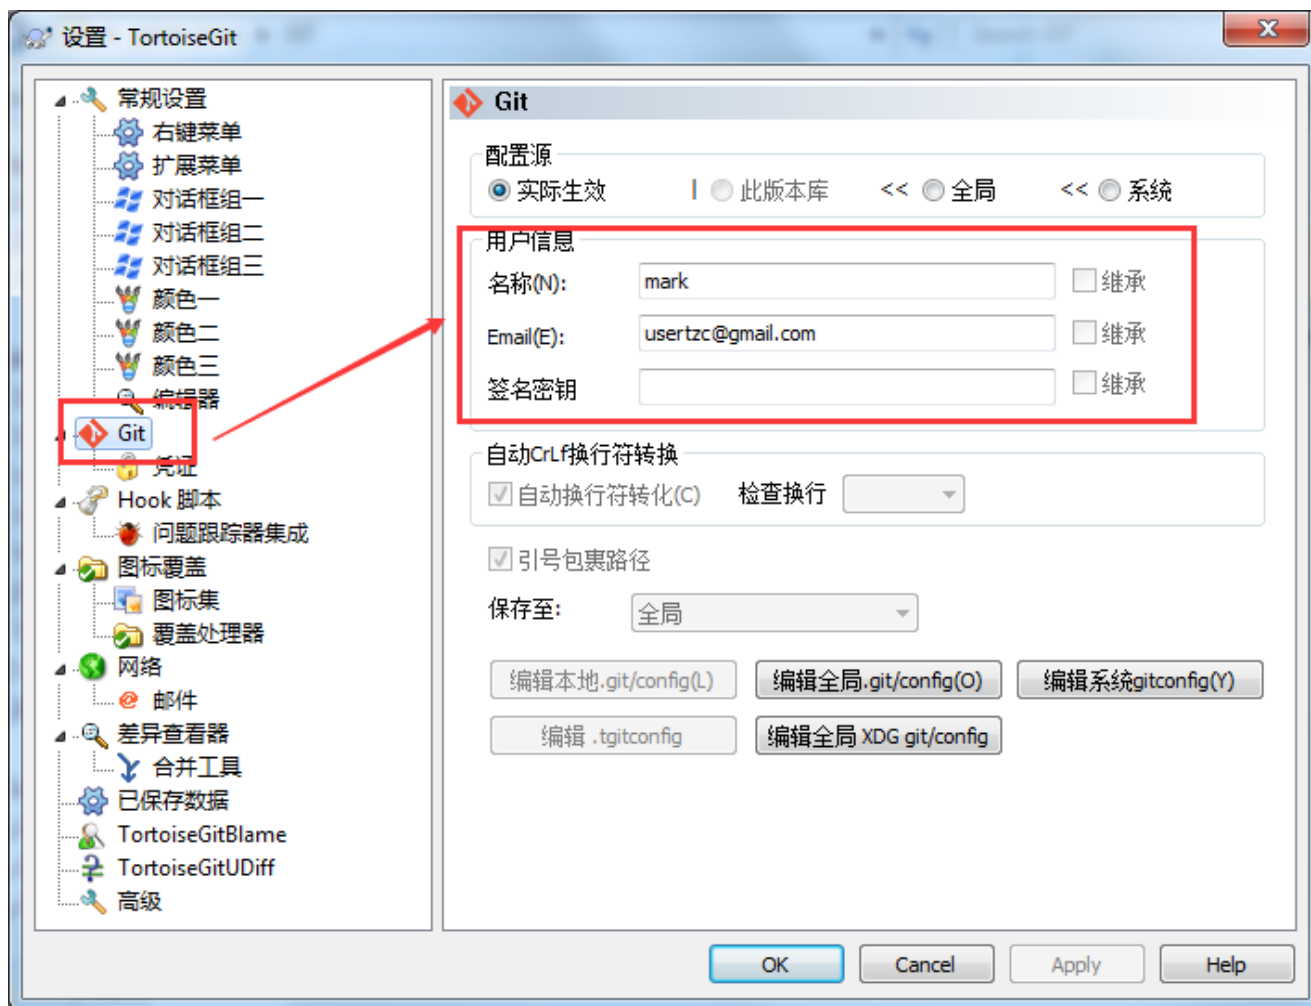 设置 - TortoiseGit
常规设置
右键菜单
扩展菜单
对话框组一
对话框组二
对话框组三
颜色一
颜色二
颜色三
编辑器
Git
凭证
Hook 脚本
问题跟踪器集成
图标覆盖
图标集
覆盖处理器
网络
邮件
差异查看器
合并工具
已保存数据
TortoiseGitBlame
TortoiseGitUDiff
高级
Git
配置源
实际生效 | 此版本库 << 全局 << 系统
用户信息
名称(N): mark 继承
Email(E): usertzc@gmail.com 继承
签名密钥 继承
自动CrLf换行符转换
自动换行符转化(C) 检查换行
引号包裹路径
保存至: 全局
编辑本地.git/config(L) 编辑全局.git/config(O) 编辑系统gitconfig(Y)
编辑 .tgitconfig 编辑全局 XDG git/config
OK Cancel Apply Help